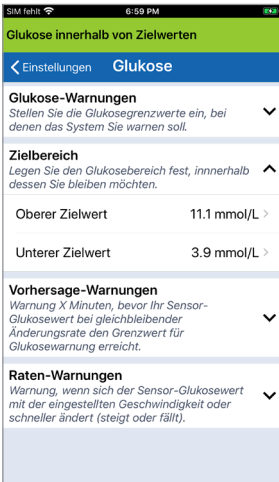 SIM fehlt 6:59 PM
Glukose innerhalb von Zielwerten
Einstellungen Glukose
Glukose-Warnungen
Stellen Sie die Glukosegrenzwerte ein, bei
denen das System Sie warnen soll.
Zielbereich
Legen Sie den Glukosebereich fest, innnerhalb
dessen Sie bleiben möchten.
Oberer Zielwert 11.1 mmol/L
Unterer Zielwert 3.9 mmol/L
Vorhersage-Warnungen
Warnung X Minuten, bevor Ihr Sensor-
Glukosewert bei gleichbleibender
Änderungsrate den Grenzwert für
Glukosewarnung erreicht.
Raten-Warnungen
Warnung, wenn sich der Sensor-Glukosewert
mit der eingestellten Geschwindigkeit oder
schneller ändert (steigt oder fällt).